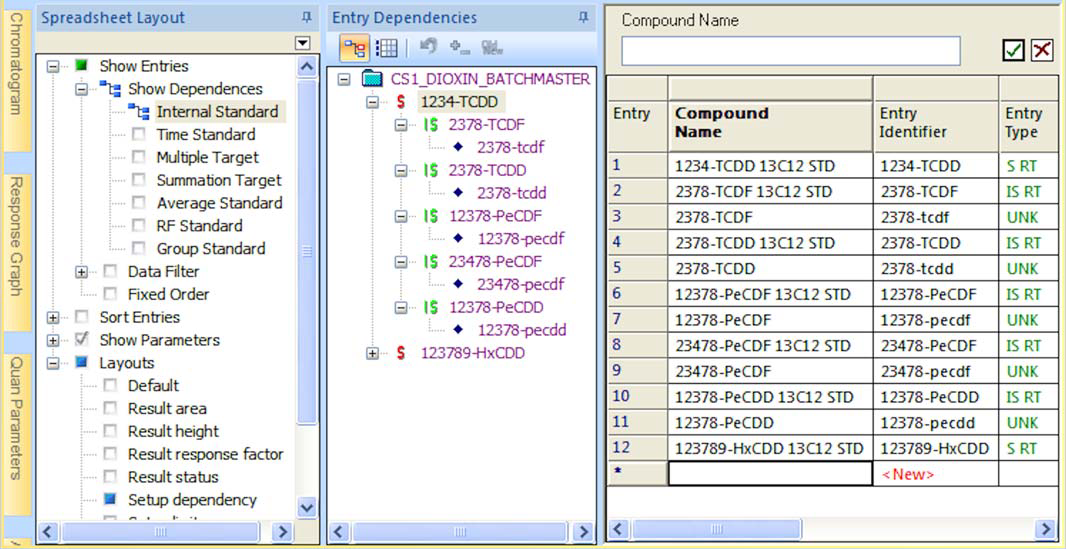 Chromatogram
Response Graph
Quan Parameters
Spreadsheet Layout
Show Entries
Show Dependences
Internal Standard
Time Standard
Multiple Target
Summation Target
Average Standard
RF Standard
Group Standard
Data Filter
Fixed Order
Sort Entries
Show Parameters
Layouts
Default
Result area
Result height
Result response factor
Result status
Setup dependency
Entry Dependencies
CS1_DIOXIN_BATCHMASTER
S 1234-TCDD
IS 2378-TCDF
2378-tcdf
IS 2378-TCDD
2378-tcdd
IS 12378-PeCDF
12378-pecdf
IS 23478-PeCDF
23478-pecdf
IS 12378-PeCDD
12378-pecdd
S 123789-HxCDD
Compound Name
Entry Compound Name Entry Identifier Entry Type
1 1234-TCDD 13C12 STD 1234-TCDD S RT
2 2378-TCDF 13C12 STD 2378-TCDF IS RT
3 2378-TCDF 2378-tcdf UNK
4 2378-TCDD 13C12 STD 2378-TCDD IS RT
5 2378-TCDD 2378-tcdd UNK
6 12378-PeCDF 13C12 STD 12378-PeCDF IS RT
7 12378-PeCDF 12378-pecdf UNK
8 23478-PeCDF 13C12 STD 23478-PeCDF IS RT
9 23478-PeCDF 23478-pecdf UNK
10 12378-PeCDD 13C12 STD 12378-PeCDD IS RT
11 12378-PeCDD 12378-pecdd UNK
12 123789-HxCDD 13C12 STD 123789-HxCDD S RT
* <New>